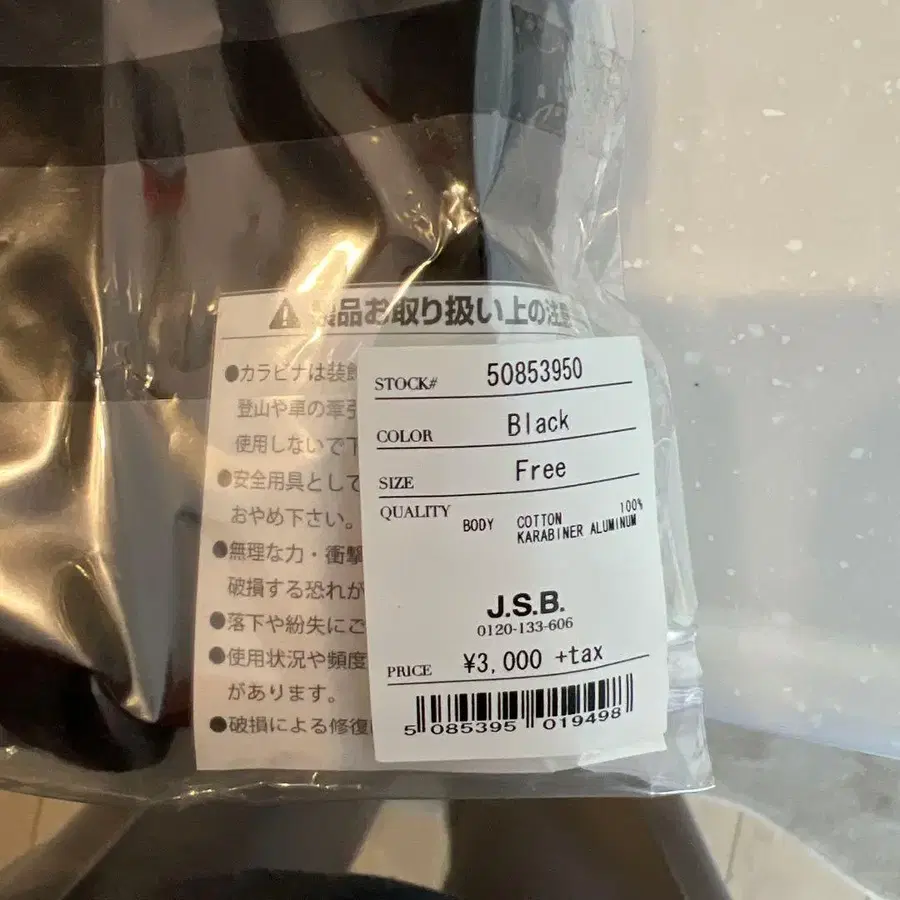 製品お取り扱い上の注意
●カラビナは装飾
登山や車の牽引
使用しないで下
●安全用具として
おやめ下さい。
●無理な力・衝撃
破損する恐れが
●落下や紛失にご
●使用状況や頻度
があります。
●破損による修復
STOCK# 50853950
COLOR Black
SIZE Free
QUALITY BODY COTTON 100%
KARABINER ALUMINUM
J.S.B.
0120-133-606
PRICE ¥3,000 +tax
5 085395 019498